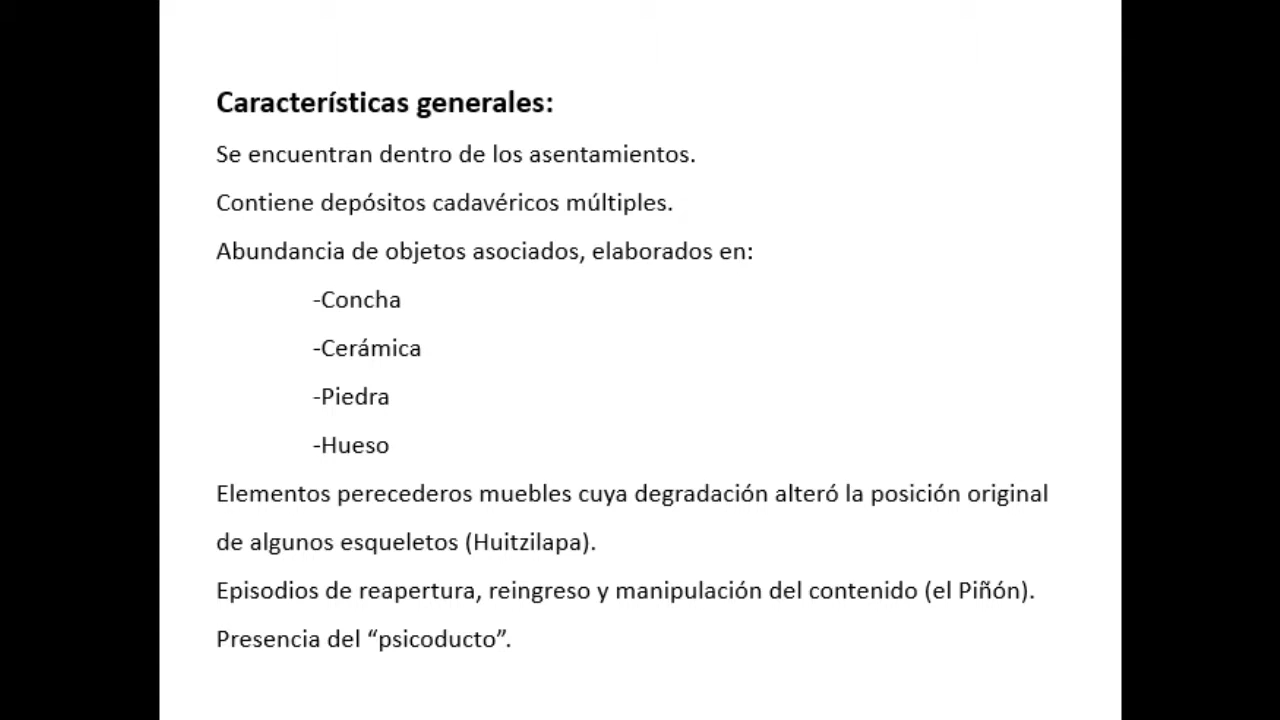 Características generales:
Se encuentran dentro de los asentamientos.
Contiene depósitos cadavéricos múltiples.
Abundancia de objetos asociados, elaborados en:
-Concha
-Cerámica
-Piedra
-Hueso
Elementos perecederos muebles cuya degradación alteró la posición original
de algunos esqueletos (Huitzilapa).
Episodios de reapertura, reingreso y manipulación del contenido (el Piñón).
Presencia del “psicoducto”.